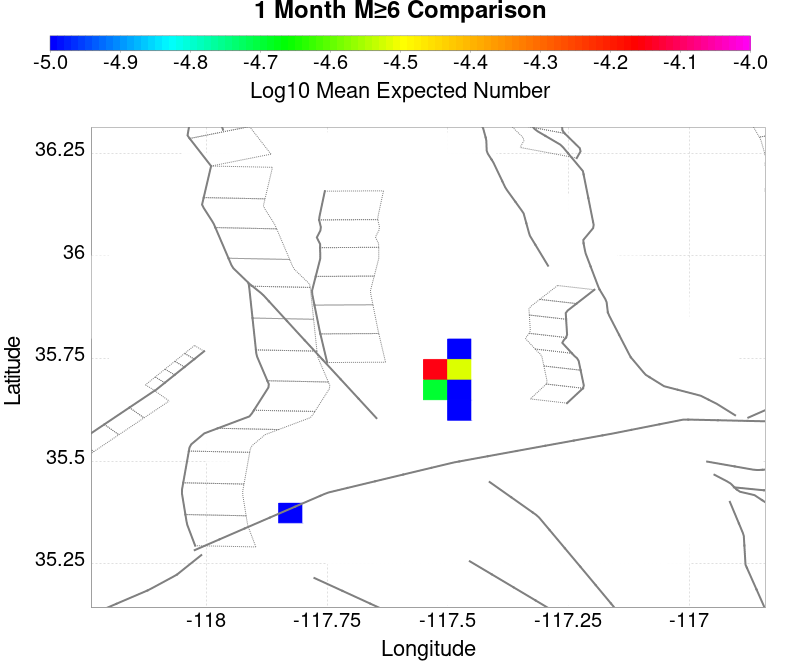 1 Month M≥6 Comparison
-5.0 -4.9 -4.8 -4.7 -4.6 -4.5 -4.4 -4.3 -4.2 -4.1 -4.0
Log10 Mean Expected Number
36.25
36
35.75
35.5
35.25
Latitude
-118 -117.75 -117.5 -117.25 -117
Longitude